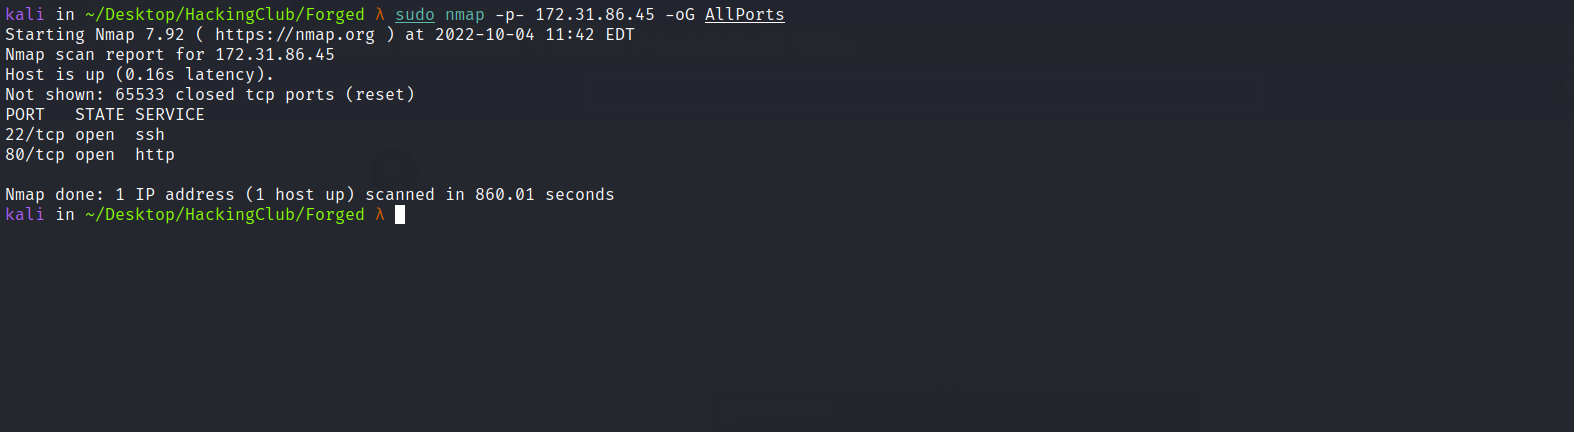 kali in ~/Desktop/HackingClub/Forged λ sudo nmap -p- 172.31.86.45 -oG AllPorts
Starting Nmap 7.92 ( https://nmap.org ) at 2022-10-04 11:42 EDT
Nmap scan report for 172.31.86.45
Host is up (0.16s latency).
Not shown: 65533 closed tcp ports (reset)
PORT   STATE SERVICE
22/tcp open  ssh
80/tcp open  http
Nmap done: 1 IP address (1 host up) scanned in 860.01 seconds
kali in ~/Desktop/HackingClub/Forged λ